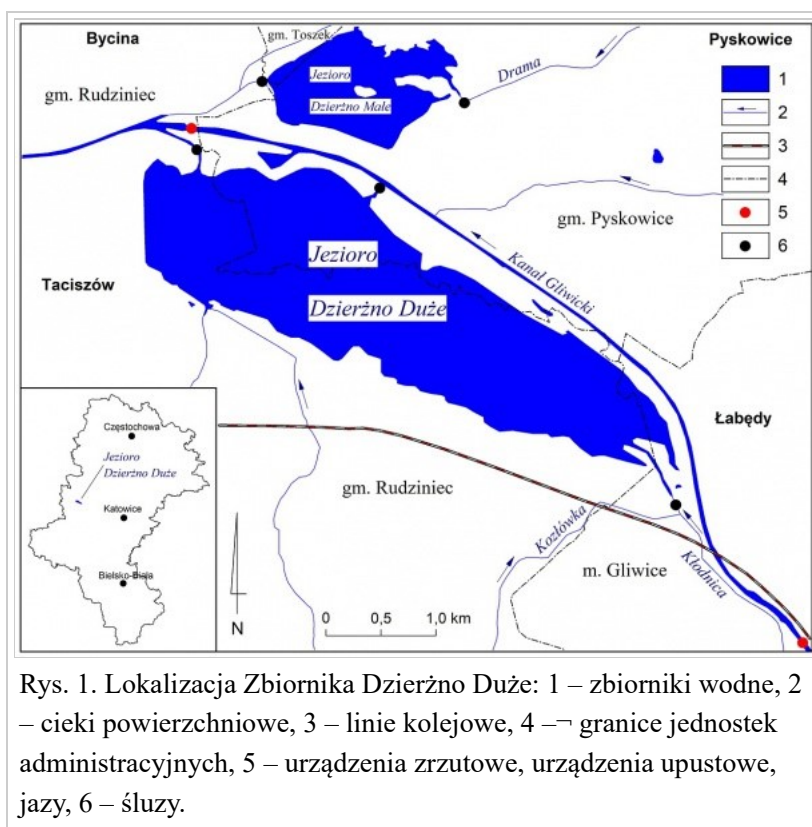 Bycina
gm. Toszek
Pyskowice
gm. Rudziniec
Jezioro
Dzierżno Małe
Drama
1
2
3
4
5
6
gm. Pyskowice
Kanał Gliwicki
Taciszów
Jezioro
Dzierżno Duże
Łabędy
Częstochowa
Jezioro
Dzierżno Duże
Katowice
Bielsko-Biała
gm. Rudziniec
Kozłówka
m. Gliwice
Kłodnica
N
0 0,5 1,0 km
Rys. 1. Lokalizacja Zbiornika Dzierżno Duże: 1 – zbiorniki wodne, 2
– cieki powierzchniowe, 3 – linie kolejowe, 4 –¬ granice jednostek
administracyjnych, 5 – urządzenia zrzutowe, urządzenia upustowe,
jazy, 6 – śluzy.